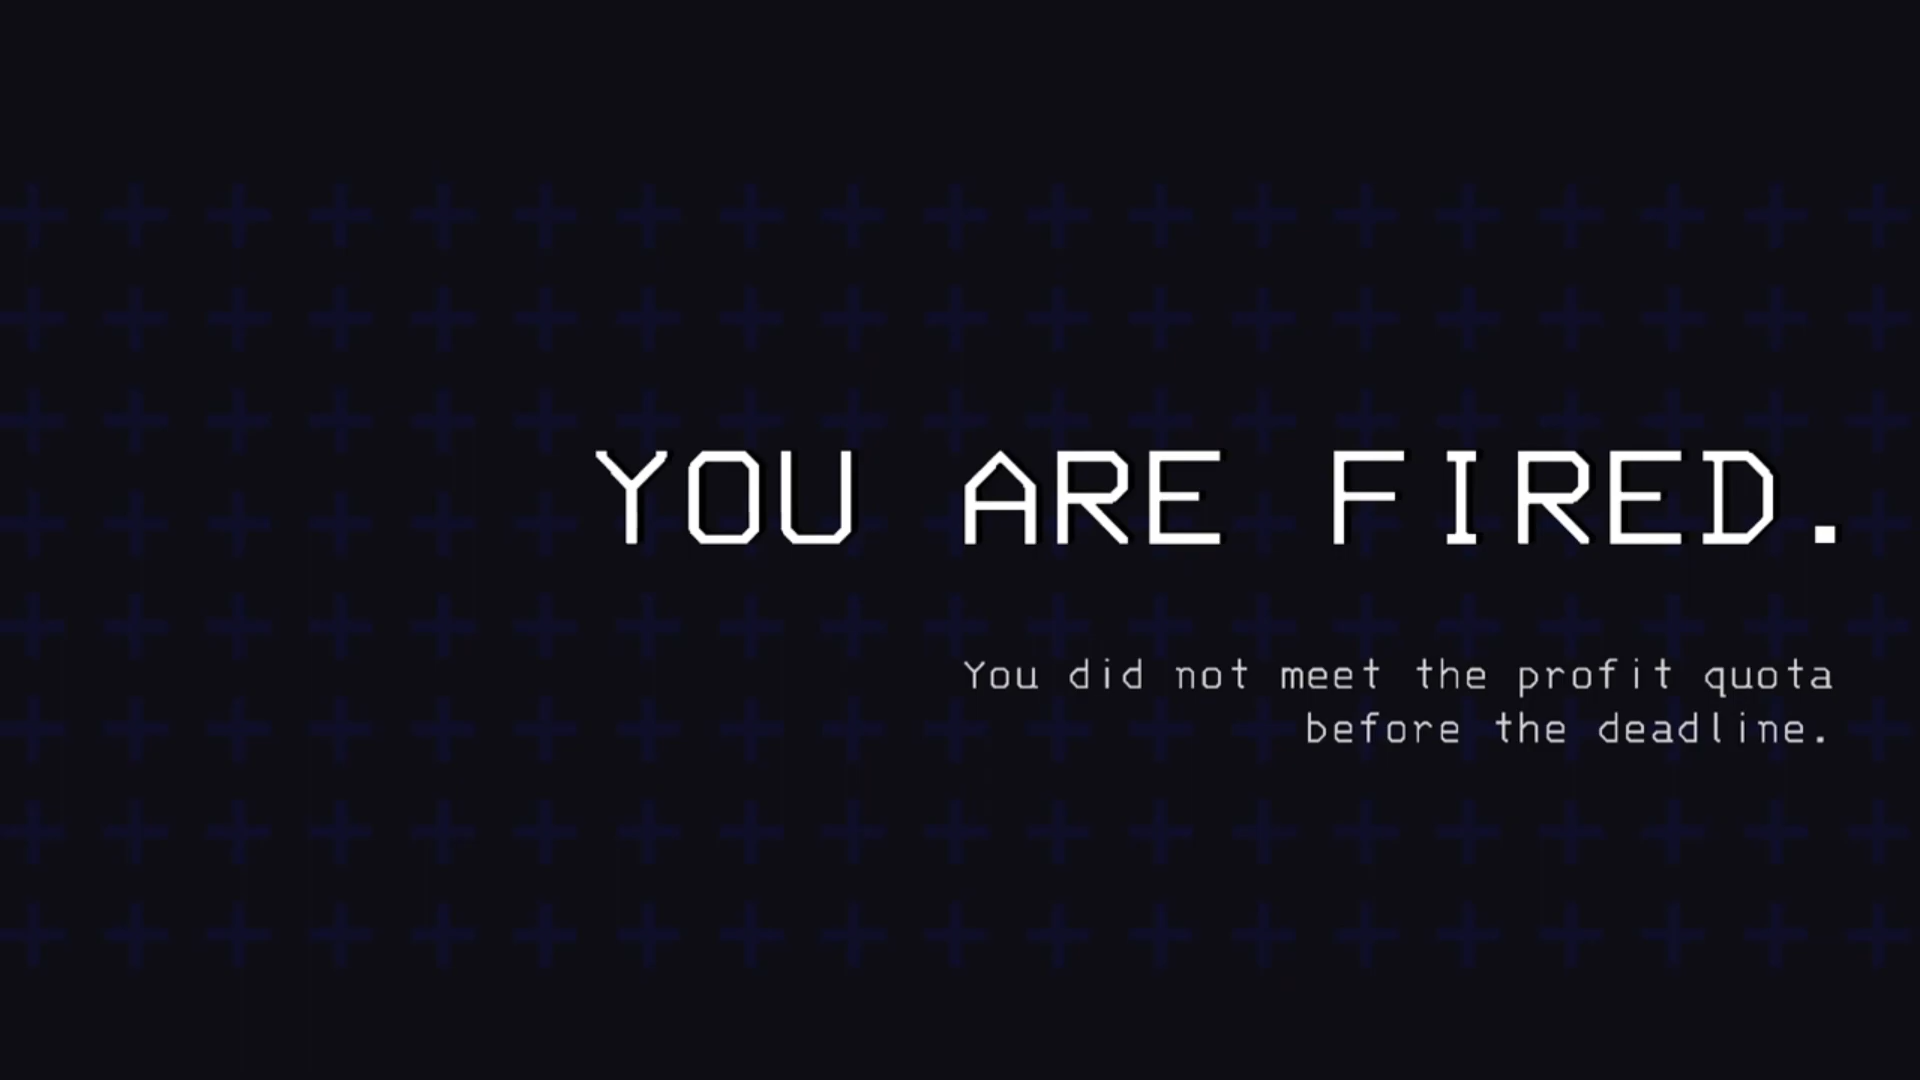 YOU ARE FIRED.
You did not meet the profit quota
before the deadline.